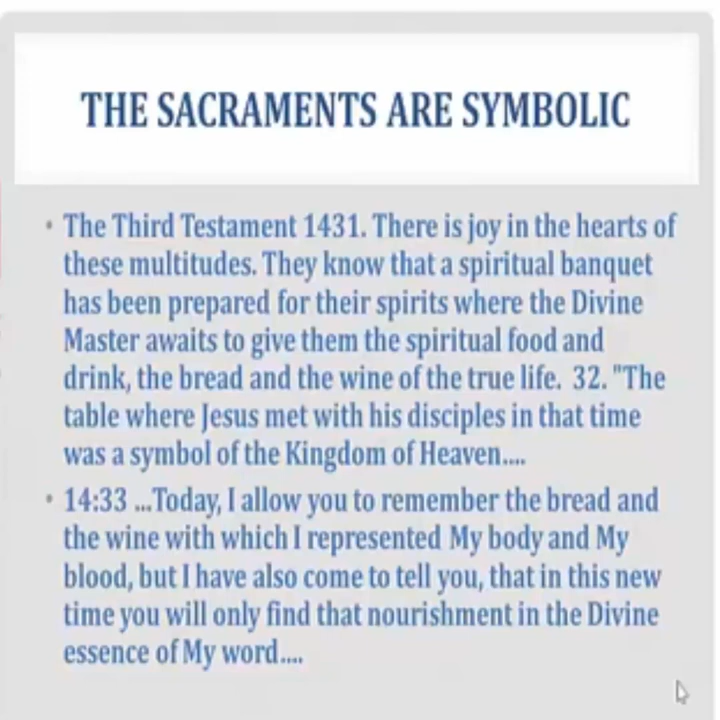 THE SACRAMENTS ARE SYMBOLIC
• The Third Testament 1431. There is joy in the hearts of
these multitudes. They know that a spiritual banquet
has been prepared for their spirits where the Divine
Master awaits to give them the spiritual food and
drink, the bread and the wine of the true life. 32. "The
table where Jesus met with his disciples in that time
was a symbol of the Kingdom of Heaven....
• 14:33 ...Today, I allow you to remember the bread and
the wine with which I represented My body and My
blood, but I have also come to tell you, that in this new
time you will only find that nourishment in the Divine
essence of My word....